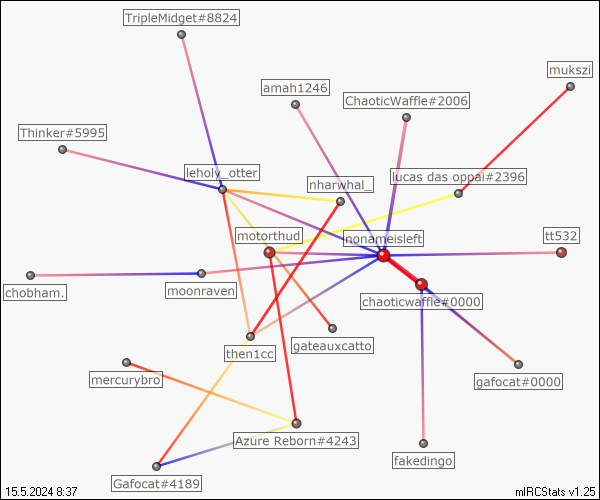 TripleMidget#8824
mukszi
amah1246
ChaoticWaffle#2006
Thinker#5995
leholy_otter
lucas das oppai#2396
nharwhal_
motorthud
nonameisleft
tt532
chobham.
moonraven
chaoticwaffle#0000
then1cc
gateauxcatto
mercurybro
gafocat#0000
Azure Reborn#4243
fakedingo
Gafocat#4189
15.5.2024 8:37
mIRCStats v1.25